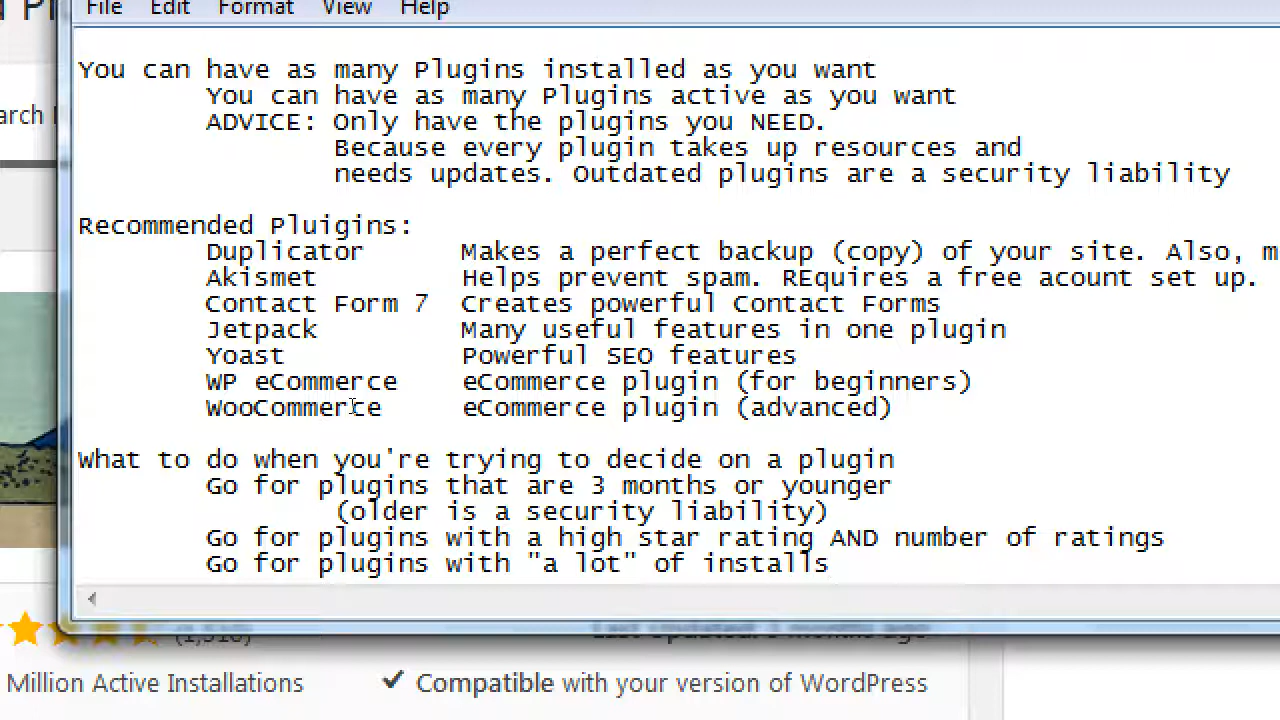 File Edit Format View Help
You can have as many Plugins installed as you want
You can have as many Plugins active as you want
ADVICE: Only have the plugins you NEED.
Because every plugin takes up resources and
needs updates. Outdated plugins are a security liability
Recommended Pluigins:
Duplicator Makes a perfect backup (copy) of your site. Also, m
Akismet Helps prevent spam. REquires a free acount set up.
Contact Form 7 Creates powerful Contact Forms
Jetpack Many useful features in one plugin
Yoast Powerful SEO features
WP eCommerce eCommerce plugin (for beginners)
WooCommerce eCommerce plugin (advanced)
What to do when you're trying to decide on a plugin
Go for plugins that are 3 months or younger
(older is a security liability)
Go for plugins with a high star rating AND number of ratings
Go for plugins with "a lot" of installs
Million Active Installations
Compatible with your version of WordPress